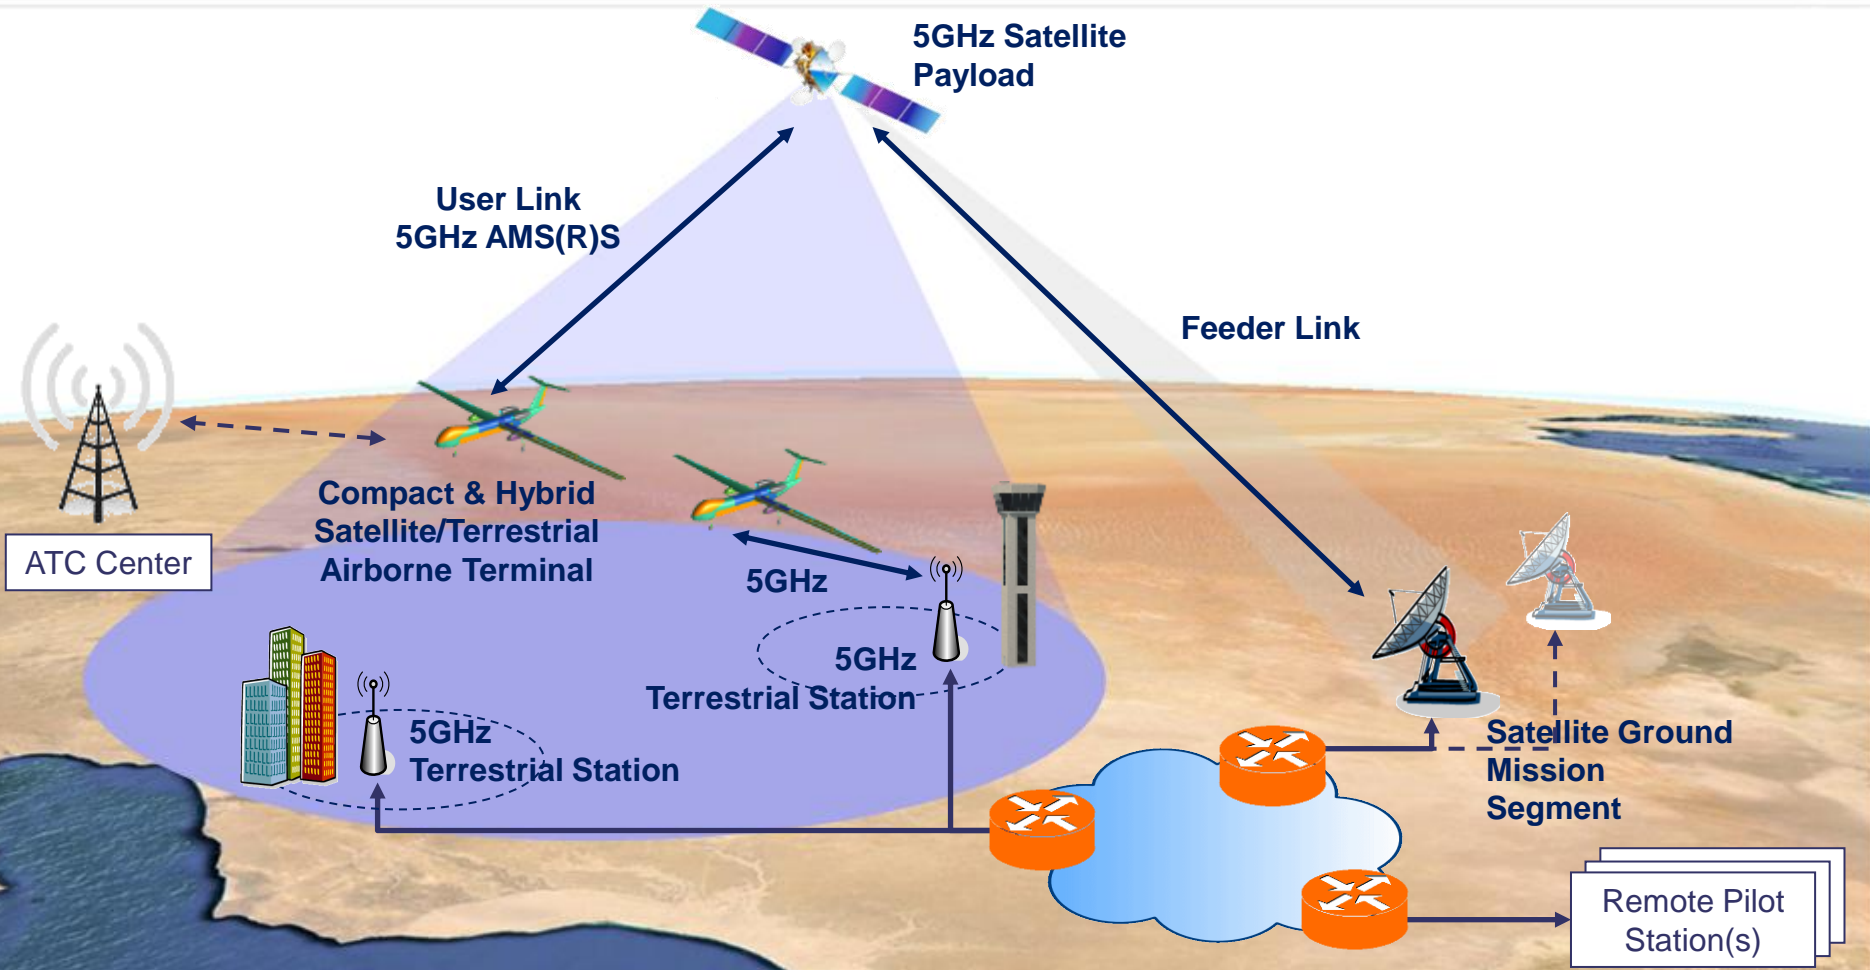 5GHz Satellite
Payload
User Link
5GHz AMS(R)S
Feeder Link
Compact & Hybrid
Satellite/Terrestrial
Airborne Terminal
ATC Center
5GHz
5GHz
Terrestrial Station
5GHz
Terrestrial Station
Satellite Ground
Mission
Segment
Remote Pilot
Station(s)